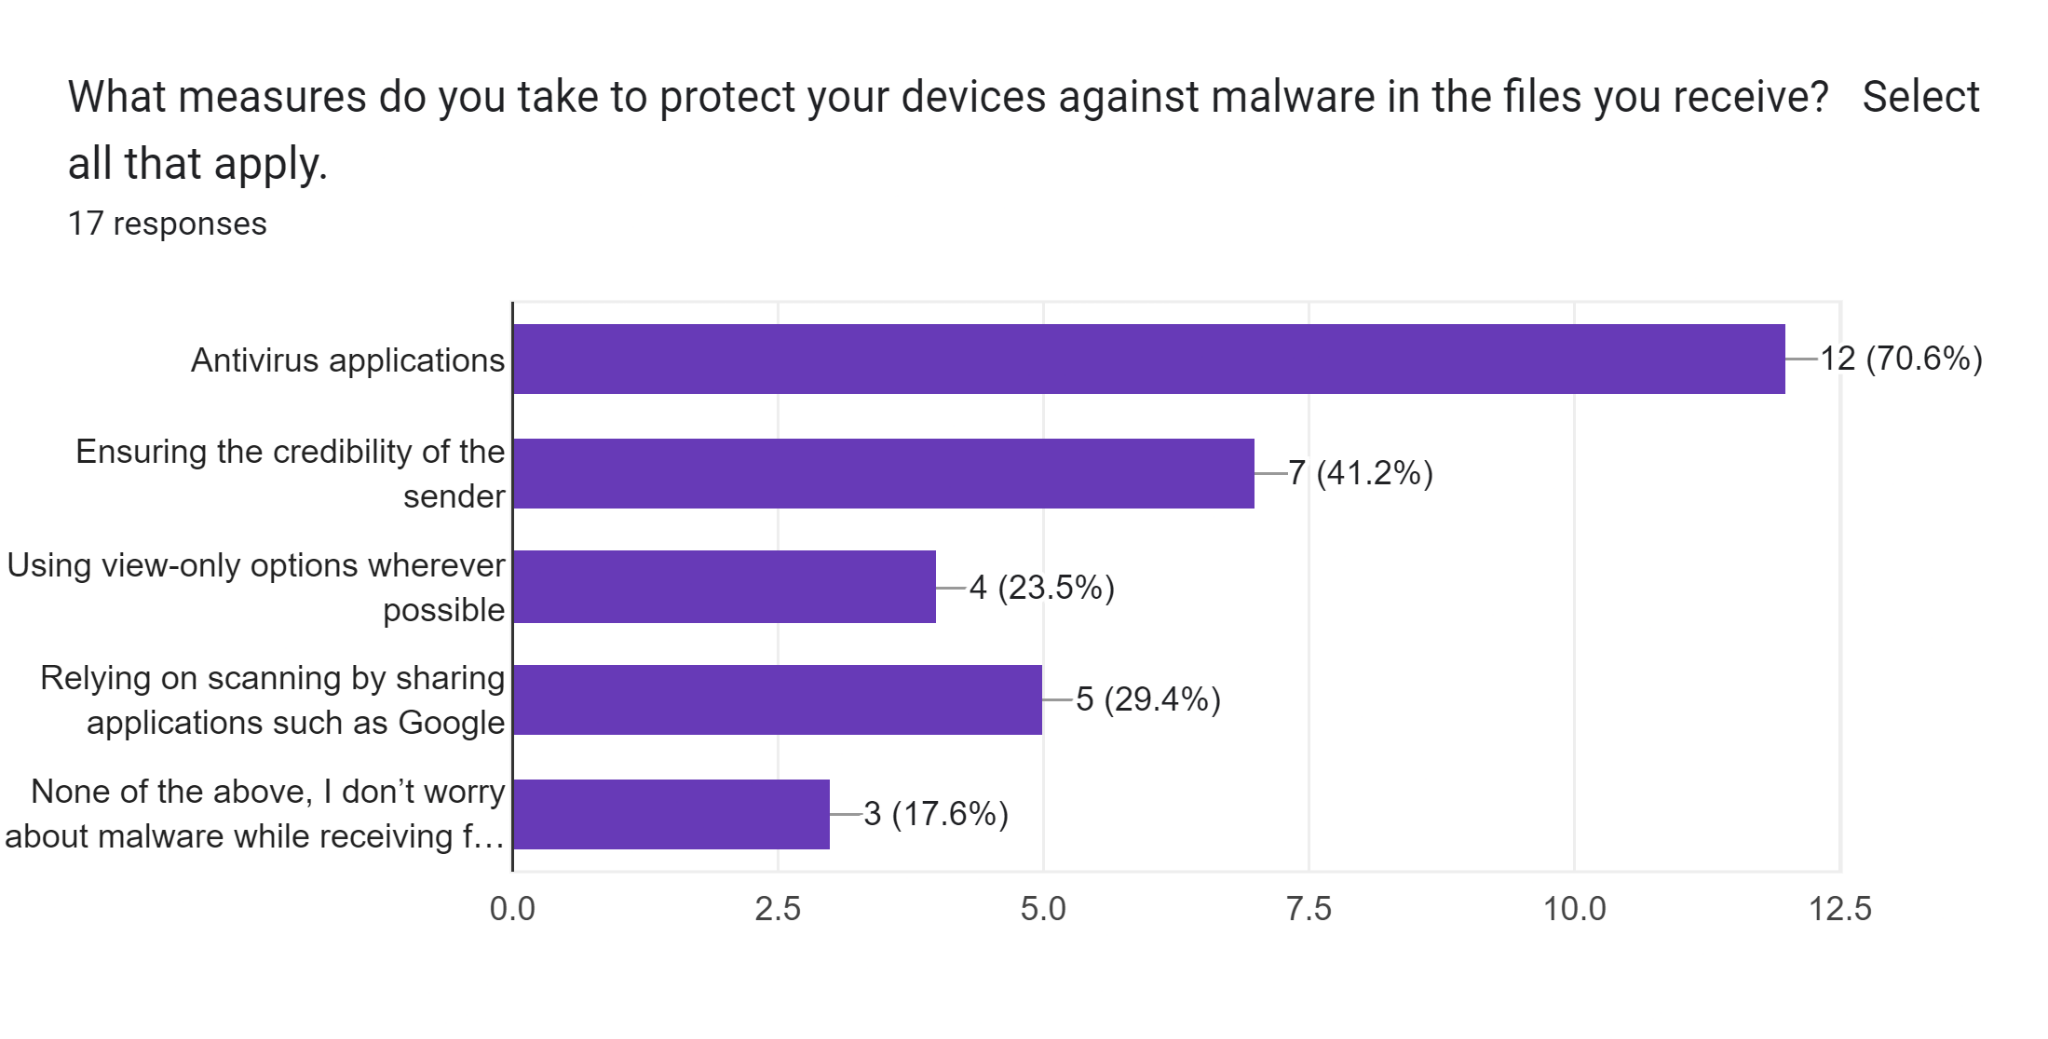 What measures do you take to protect your devices against malware in the files you receive?   Select
all that apply.
17 responses
Antivirus applications
12 (70.6%)
Ensuring the credibility of the
sender
7 (41.2%)
Using view-only options wherever
possible
4 (23.5%)
Relying on scanning by sharing
applications such as Google
5 (29.4%)
None of the above, I don’t worry
about malware while receiving f…
3 (17.6%)
0.0 2.5 5.0 7.5 10.0 12.5